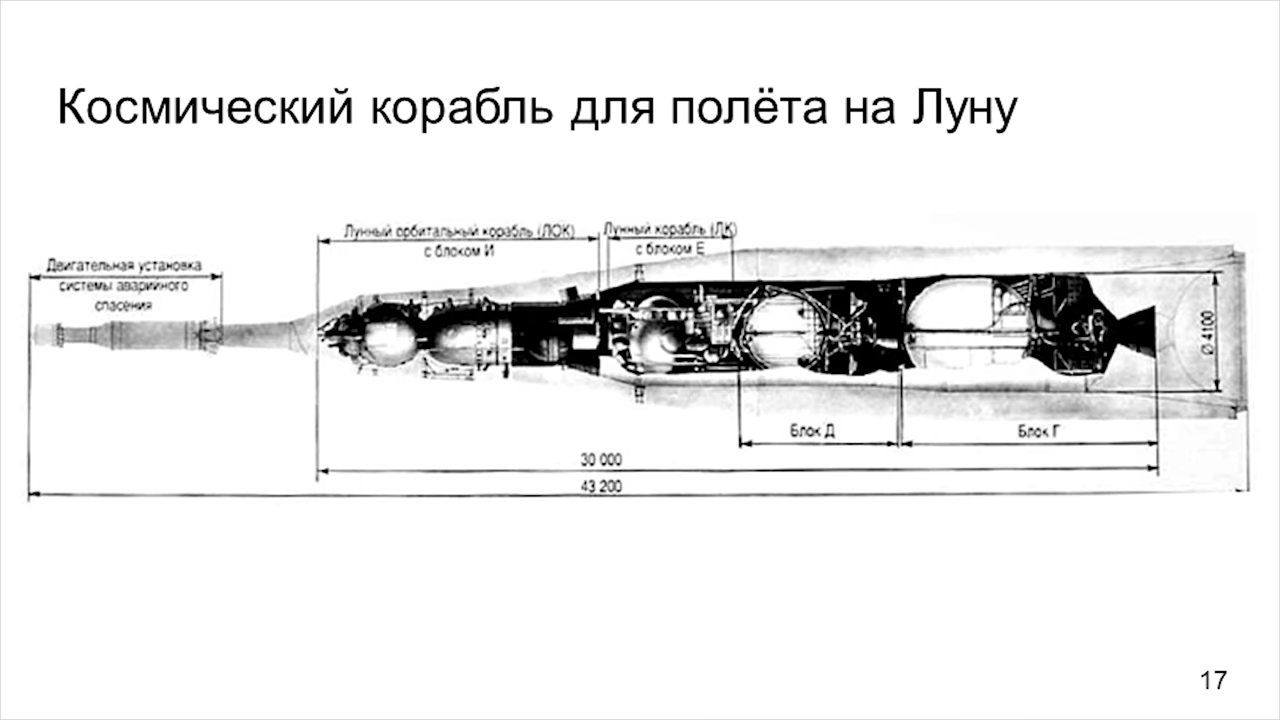 Космический корабль для полёта на Луну
Лунный орбитальный корабль (ЛОК)
с блоком И
Лунный корабль (ЛК)
с блоком Е
Двигательная установка
системы аварийного
спасения
Ø 4100
Блок Д
Блок Г
30 000
43 200
17